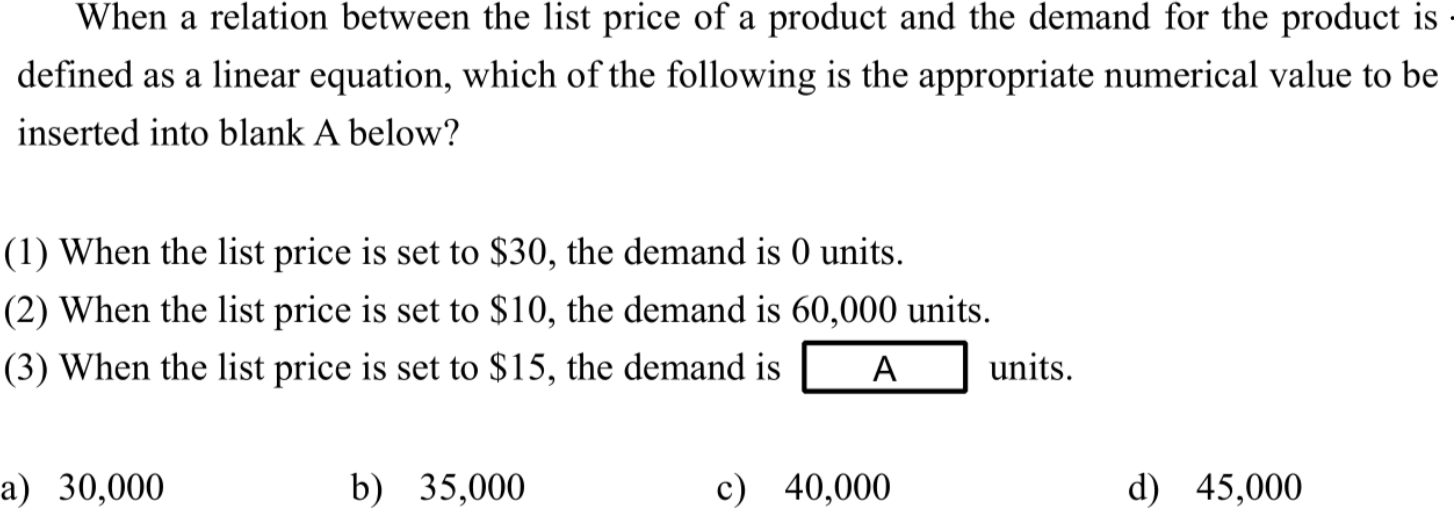 When a relation between the list price of a product and the demand for the product is
defined as a linear equation, which of the following is the appropriate numerical value to be
inserted into blank A below?
(1) When the list price is set to $30, the demand is 0 units.
(2) When the list price is set to $10, the demand is 60,000 units.
(3) When the list price is set to $15, the demand is A units.
a) 30,000 b) 35,000 c) 40,000 d) 45,000